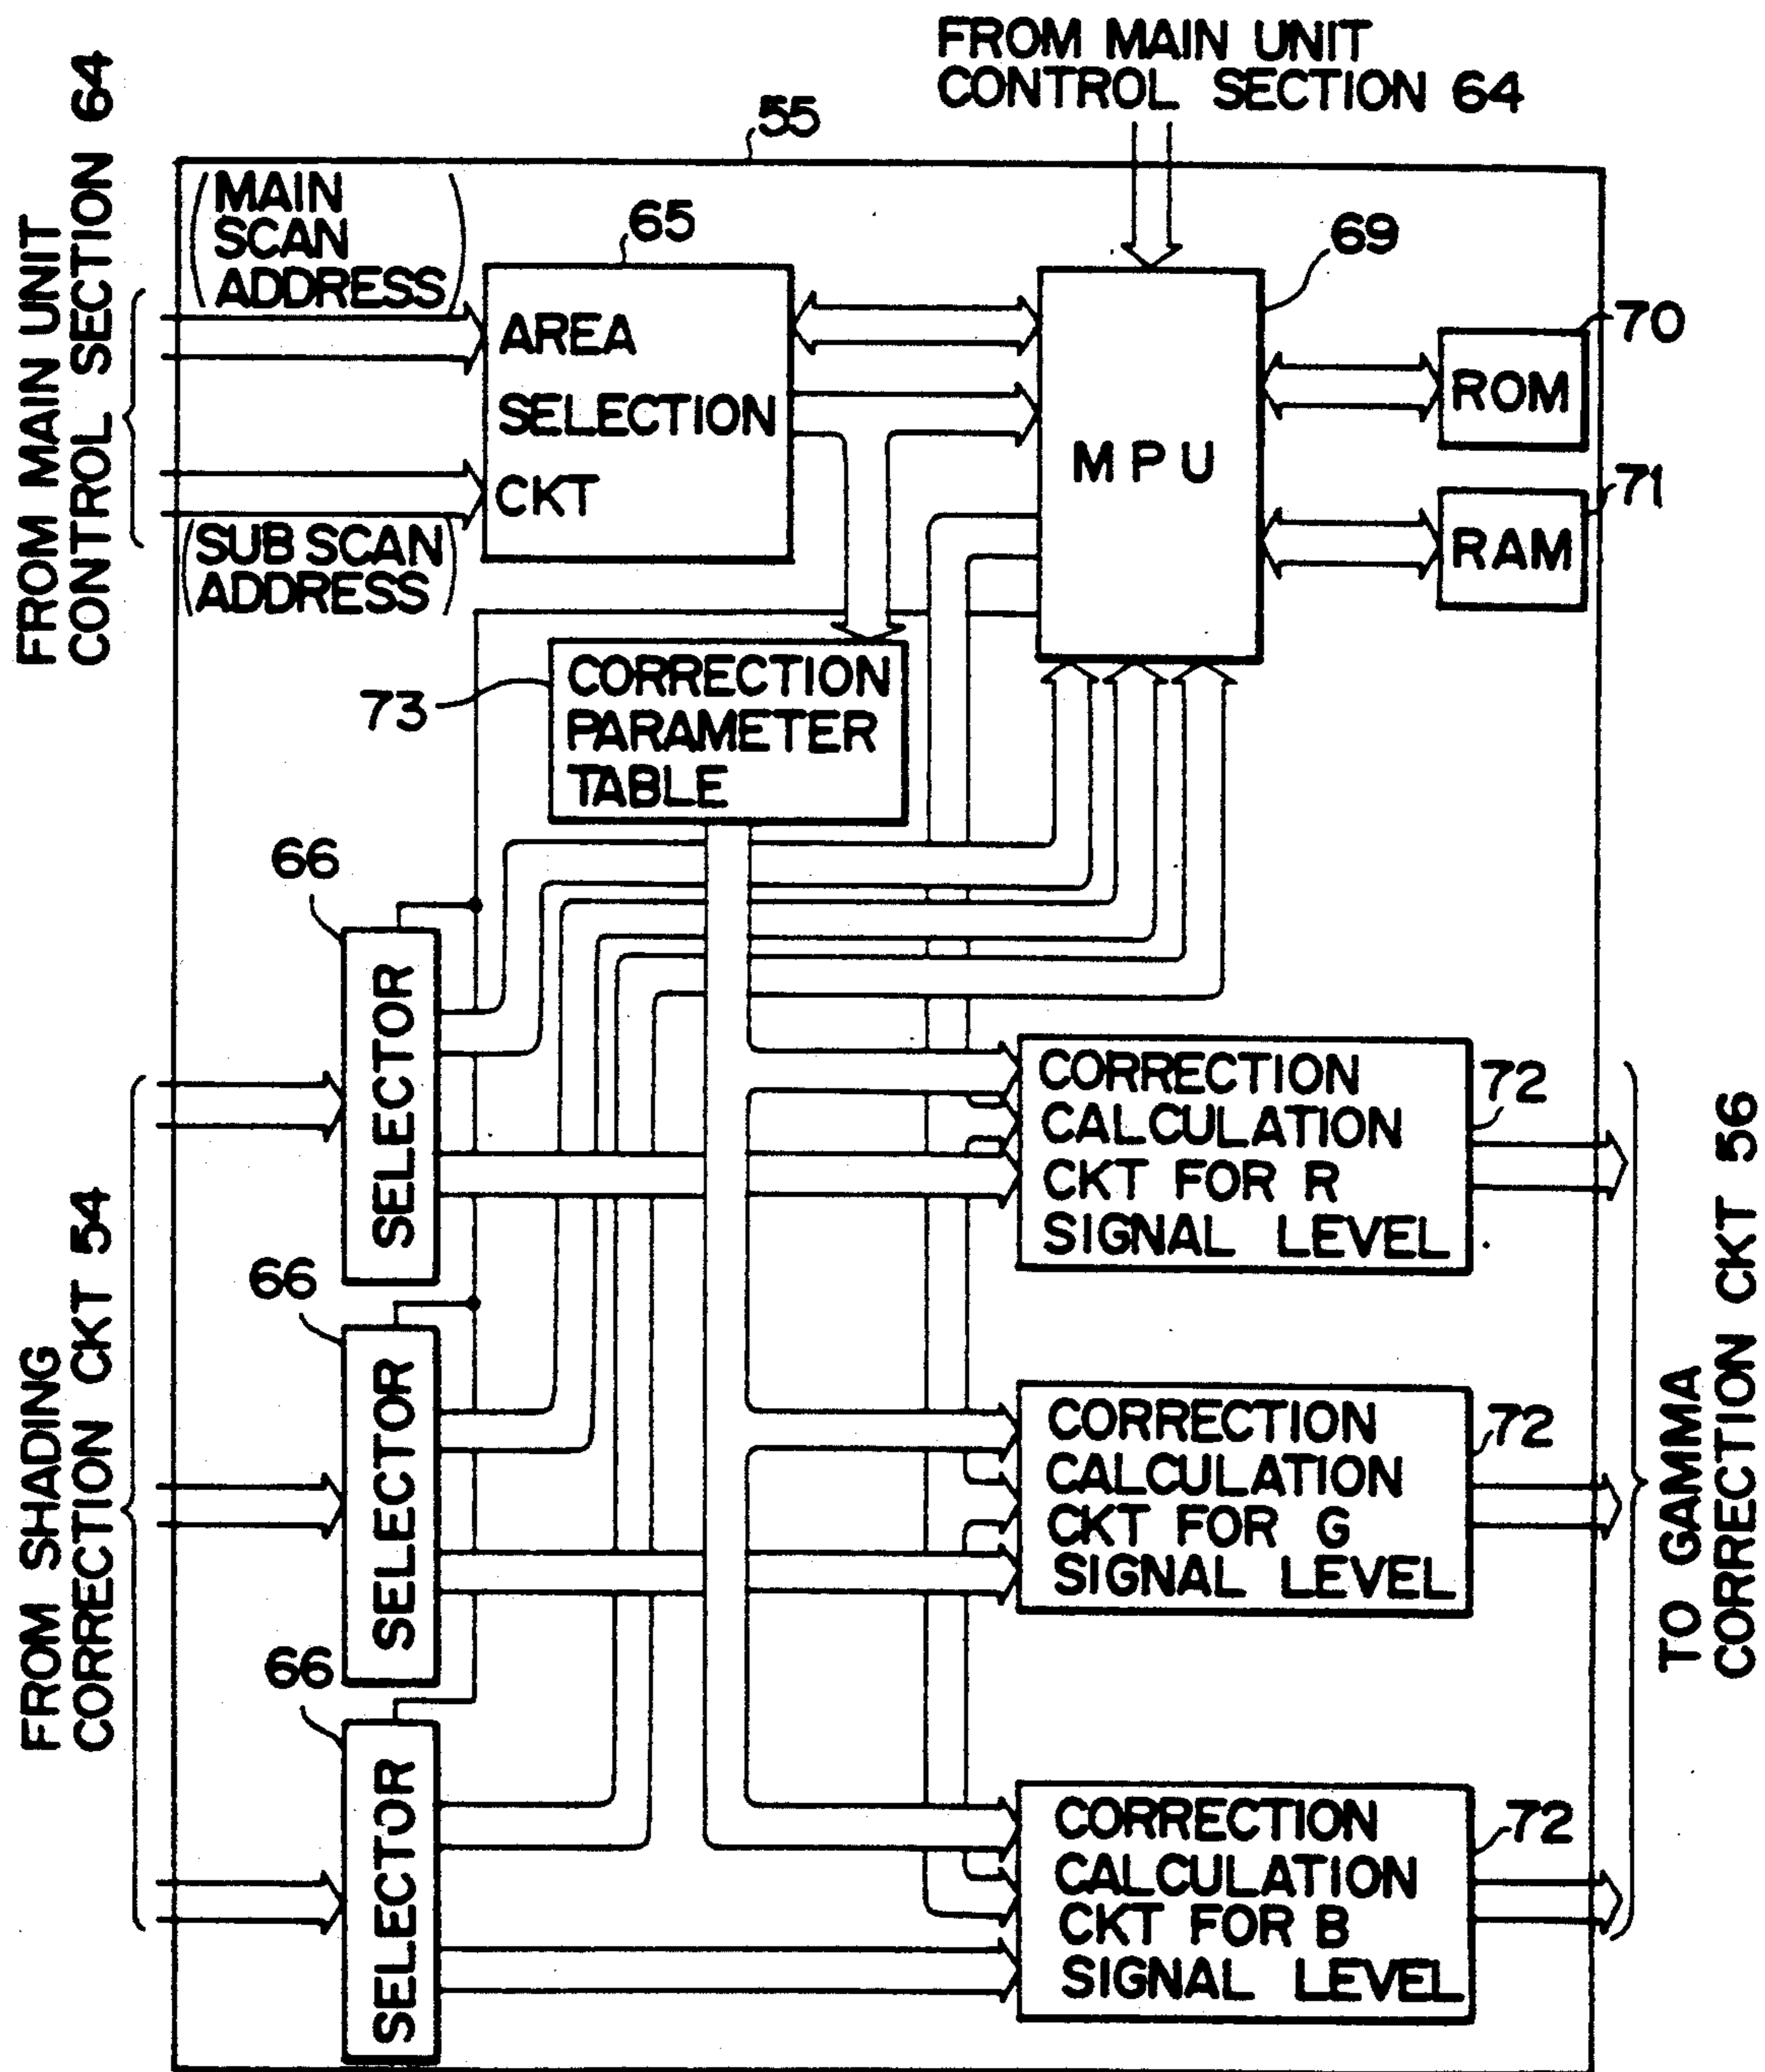 FROM MAIN UNIT
CONTROL SECTION 64
55
FROM MAIN UNIT
CONTROL SECTION 64
(MAIN
SCAN
ADDRESS)
65
AREA
SELECTION
CKT
(SUB SCAN
ADDRESS)
69
MPU
70
ROM
71
RAM
73
CORRECTION
PARAMETER
TABLE
FROM SHADING
CORRECTION CKT 54
66
SELECTOR
66
SELECTOR
66
SELECTOR
72
CORRECTION
CALCULATION
CKT FOR R
SIGNAL LEVEL
72
CORRECTION
CALCULATION
CKT FOR G
SIGNAL LEVEL
72
CORRECTION
CALCULATION
CKT FOR B
SIGNAL LEVEL
TO GAMMA
CORRECTION CKT 56